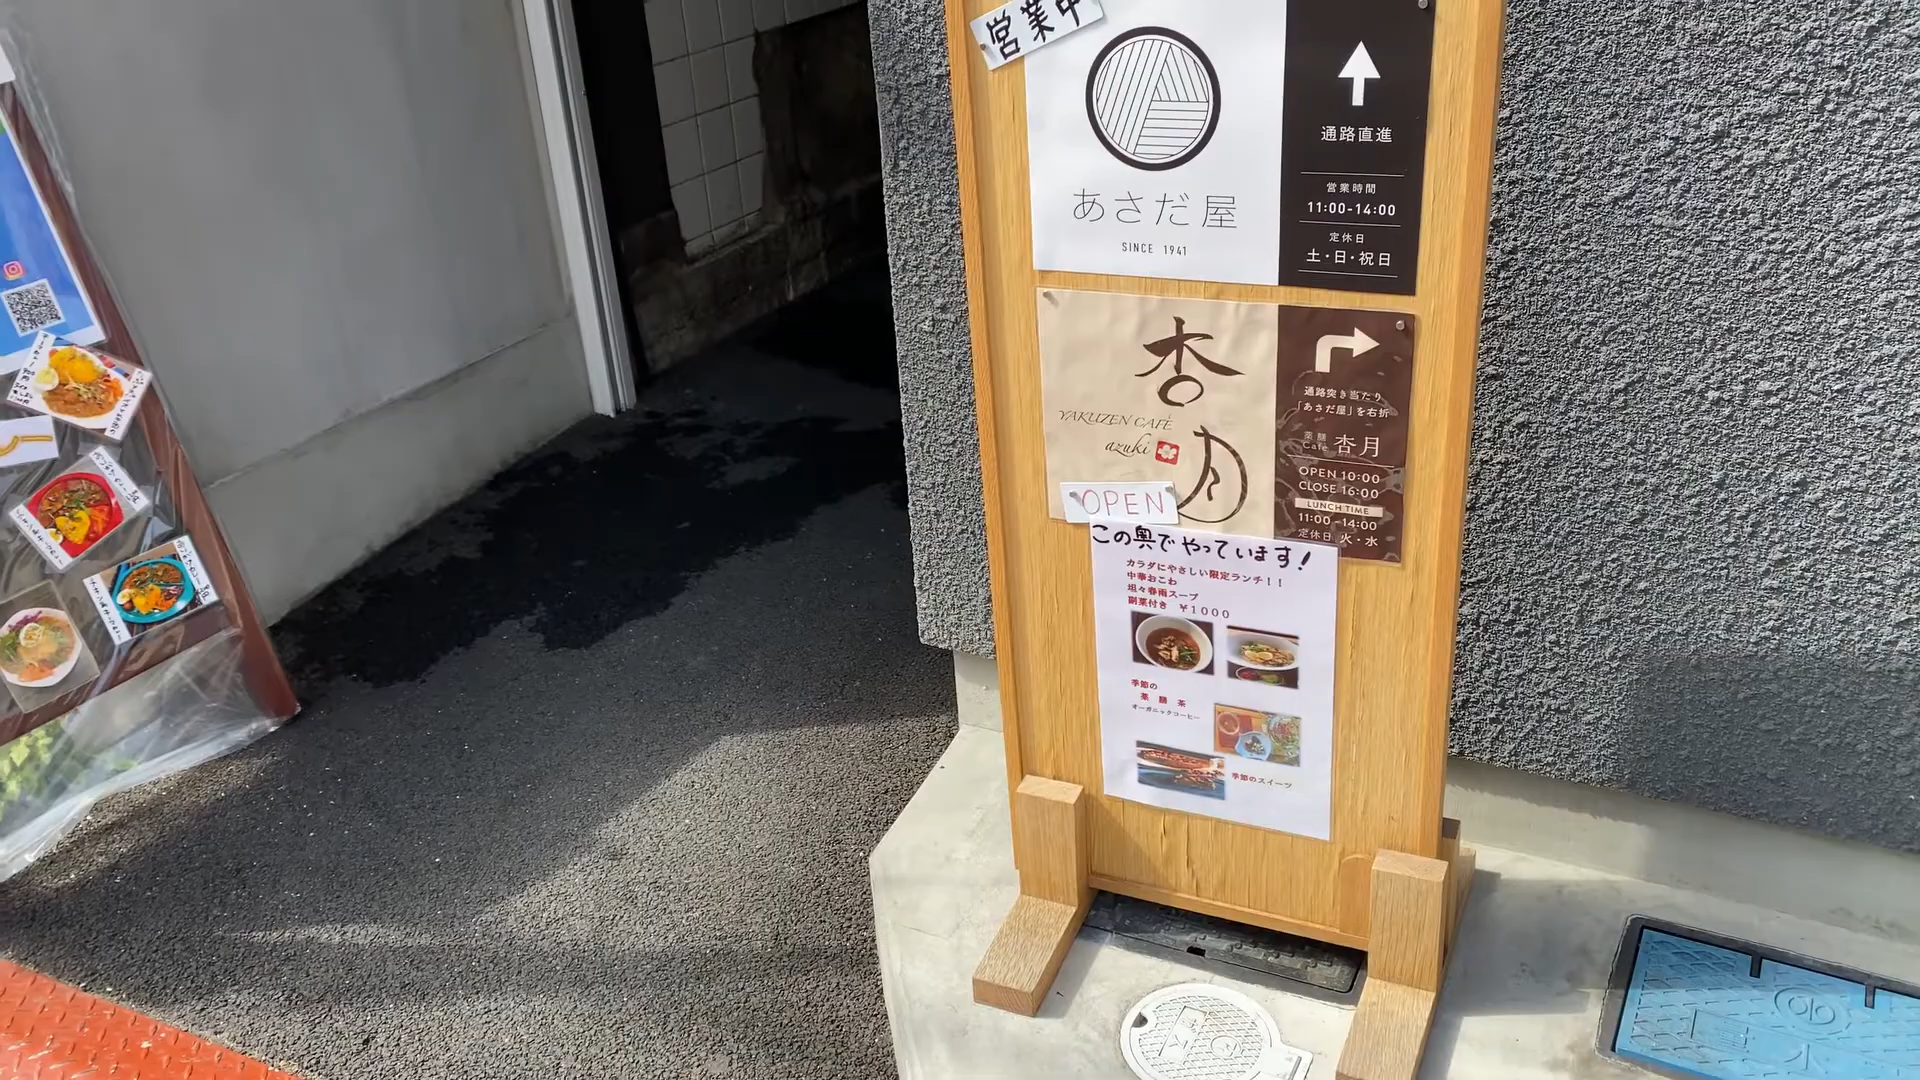 営業中
あさだ屋
SINCE 1941
通路直進
営業時間
11:00-14:00
定休日
土・日・祝日
杏月
YAKUZEN CAFÉ
azuki
OPEN
通路突き当たり
「あさだ屋」を右折
薬膳
Cafe 杏月
OPEN 10:00
CLOSE 16:00
LUNCH TIME
11:00-14:00
定休日 火・水
この奥でやっています!
カラダにやさしい限定ランチ！！
中華おこわ
坦々春雨スープ
副菜付き ￥1000
季節の
薬 膳 茶
オーガニックコーヒー
季節のスイーツ